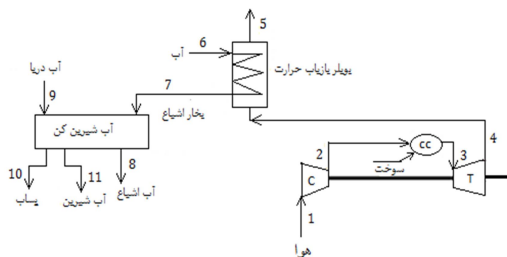 5
6
آب
بویلر بازیاب حرارت
7
بخار اشباع
آب دریا
9
آب شیرین کن
10
11
8
پساب
آب شیرین
آب اشباع
4
2
cc
3
سوخت
C
T
1
هوا